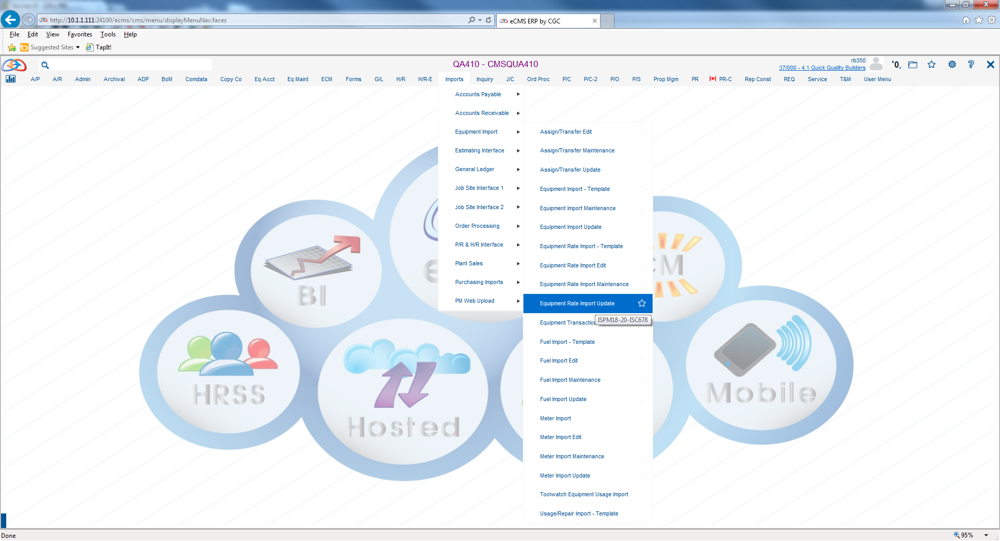 http://10.1.1.111:24100/ecms/cms/menu/displayMenuNav.faces
eCMS ERP by CGC
File Edit View Favorites Tools Help
Suggested Sites TapIt!
QA410 - CMSQUA410
rb350
37/000 - 4.1 Quick Quality Builders
A/P A/R Admin Archival ADP BoM Comdata Copy Co Eq Acct Eq Maint ECM Forms G/L H/R H/R-E Imports Inquiry J/C Ord Proc P/C P/C-2 P/O P/S Prop Mgm PR PR-C Rep Const REQ Service T&M User Menu
Accounts Payable
Accounts Receivable
Equipment Import
Estimating Interface
General Ledger
Job Site Interface 1
Job Site Interface 2
Order Processing
P/R & H/R Interface
Plant Sales
Purchasing Imports
PM Web Upload
Assign/Transfer Edit
Assign/Transfer Maintenance
Assign/Transfer Update
Equipment Import - Template
Equipment Import Maintenance
Equipment Import Update
Equipment Rate Import - Template
Equipment Rate Import Edit
Equipment Rate Import Maintenance
Equipment Rate Import Update
ISPM18-20-ISC678
Equipment
Fuel Import - Template
Fuel Import Edit
Fuel Import Maintenance
Fuel Import Update
Meter Import
Meter Import Edit
Meter Import Maintenance
Meter Import Update
Toolwatch Equipment Usage Import
Usage/Repair Import - Template
BI
HRSS
Hosted
Mobile
Done
95%